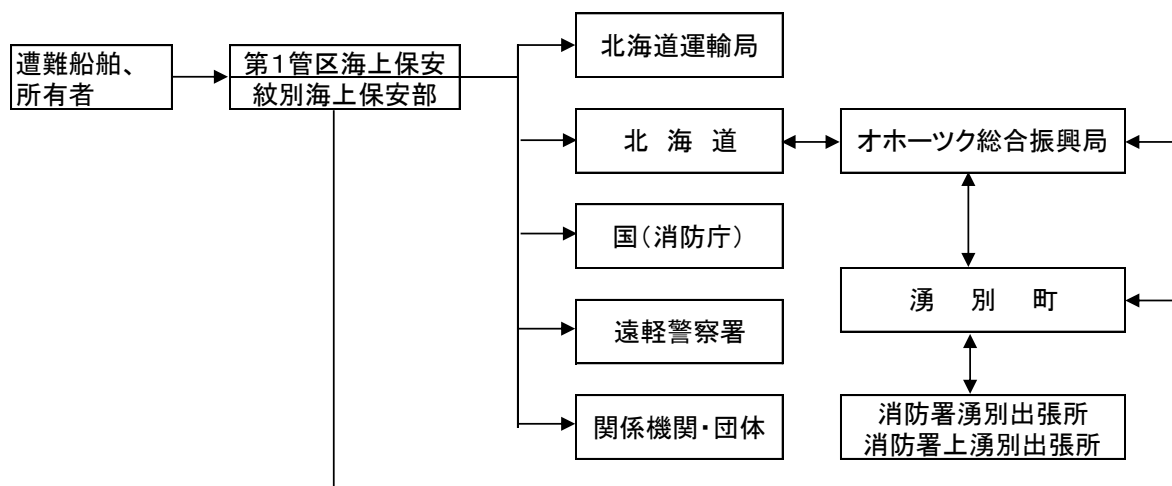 遭難船舶、
所有者
第1管区海上保安
紋別海上保安部
北海道運輸局
北 海 道
オホーツク総合振興局
国(消防庁)
湧 別 町
遠軽警察署
関係機関・団体
消防署湧別出張所
消防署上湧別出張所